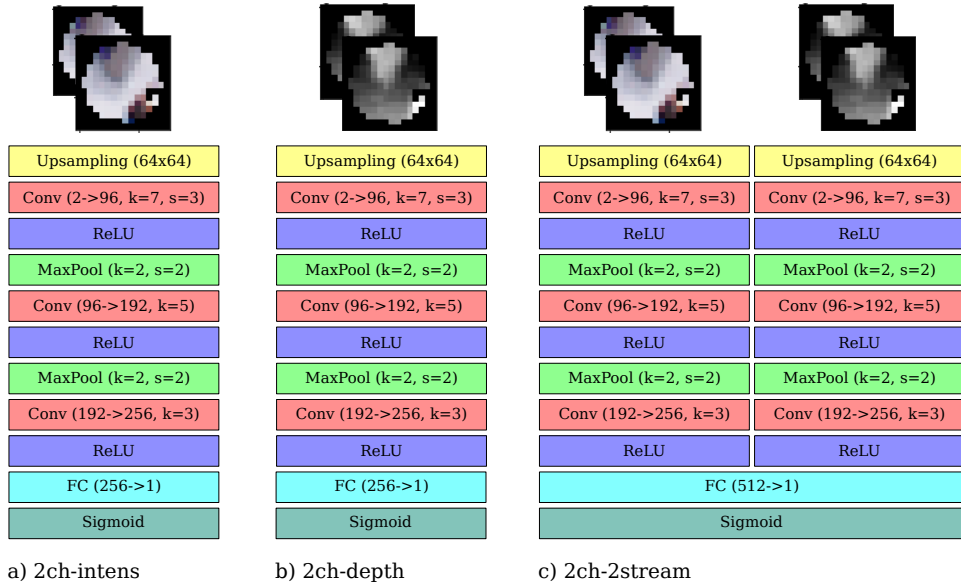 Upsampling (64x64)
Conv (2->96, k=7, s=3)
ReLU
MaxPool (k=2, s=2)
Conv (96->192, k=5)
ReLU
MaxPool (k=2, s=2)
Conv (192->256, k=3)
ReLU
FC (256->1)
Sigmoid
a) 2ch-intens
Upsampling (64x64)
Conv (2->96, k=7, s=3)
ReLU
MaxPool (k=2, s=2)
Conv (96->192, k=5)
ReLU
MaxPool (k=2, s=2)
Conv (192->256, k=3)
ReLU
FC (256->1)
Sigmoid
b) 2ch-depth
Upsampling (64x64)
Conv (2->96, k=7, s=3)
ReLU
MaxPool (k=2, s=2)
Conv (96->192, k=5)
ReLU
MaxPool (k=2, s=2)
Conv (192->256, k=3)
ReLU
Upsampling (64x64)
Conv (2->96, k=7, s=3)
ReLU
MaxPool (k=2, s=2)
Conv (96->192, k=5)
ReLU
MaxPool (k=2, s=2)
Conv (192->256, k=3)
ReLU
FC (512->1)
Sigmoid
c) 2ch-2stream